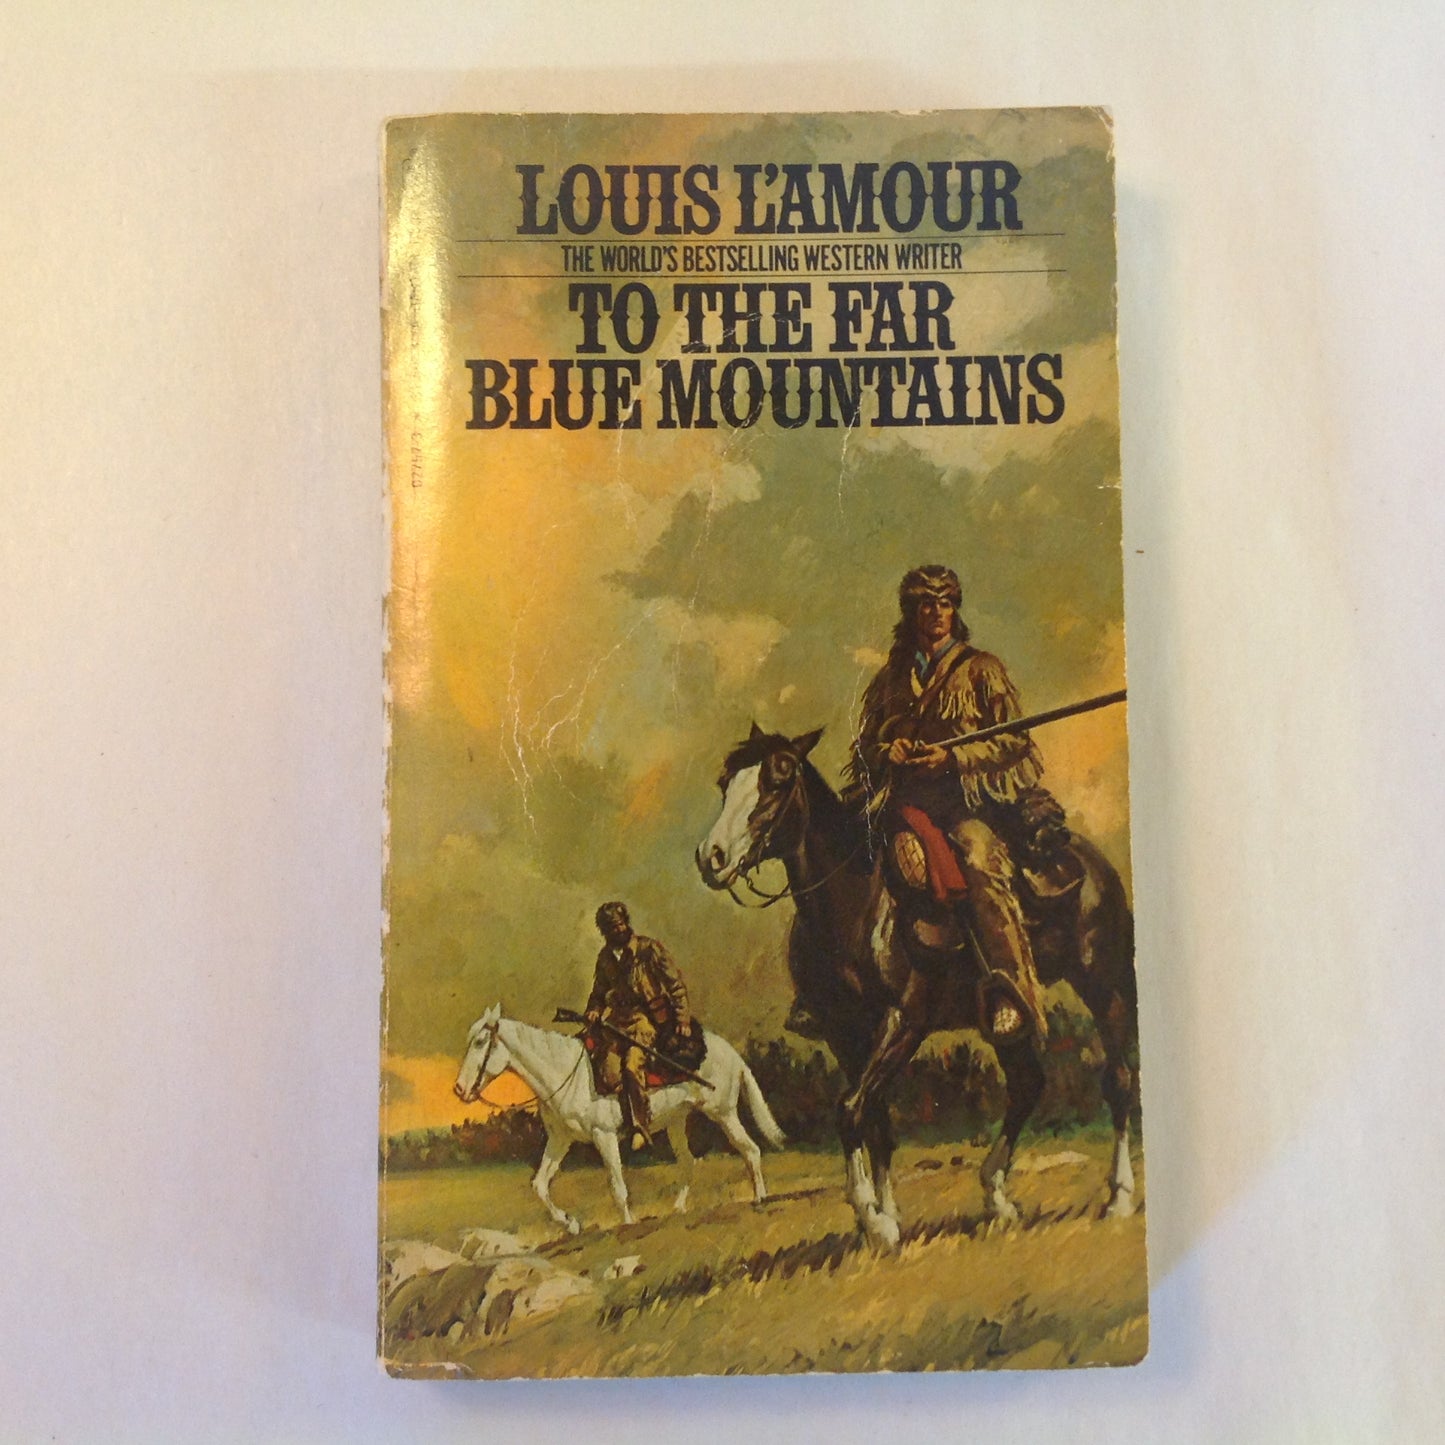 LOUIS L'AMOUR
THE WORLD'S BESTSELLING WESTERN WRITER
TO THE FAR
BLUE MOUNTAINS